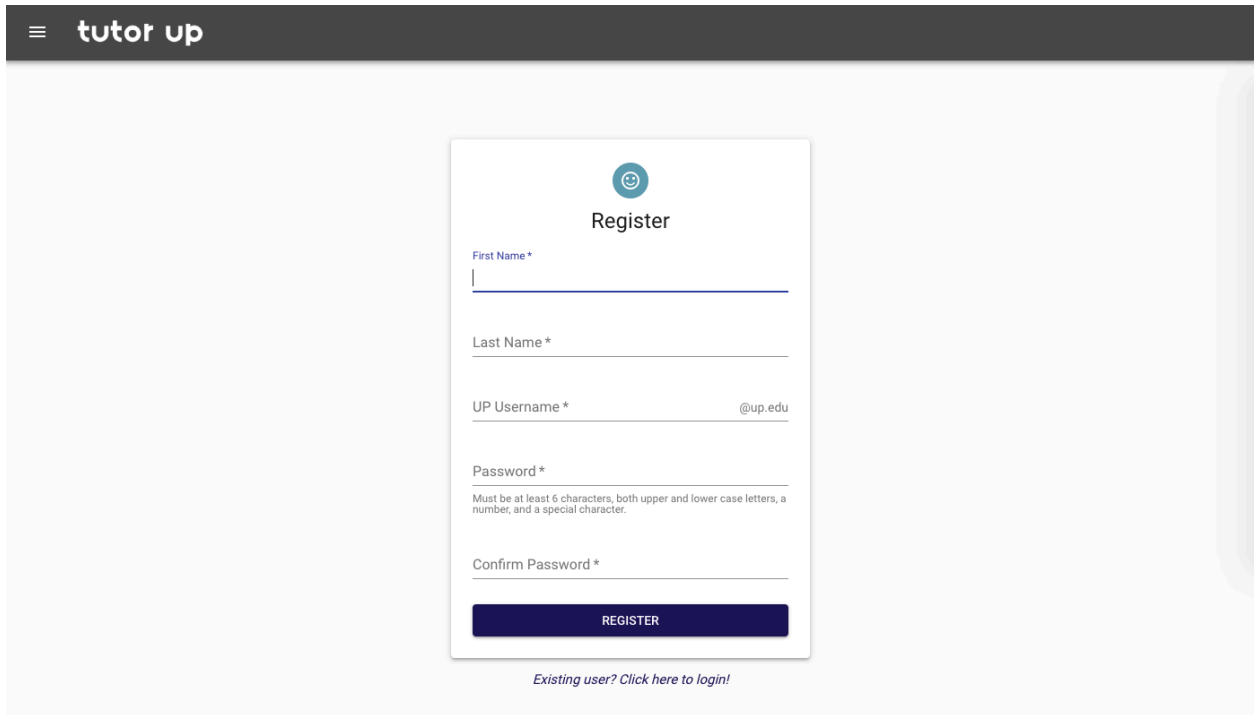 tutor up
Register
First Name *
Last Name *
UP Username * @up.edu
Password *
Must be at least 6 characters, both upper and lower case letters, a
number, and a special character.
Confirm Password *
REGISTER
Existing user? Click here to login!